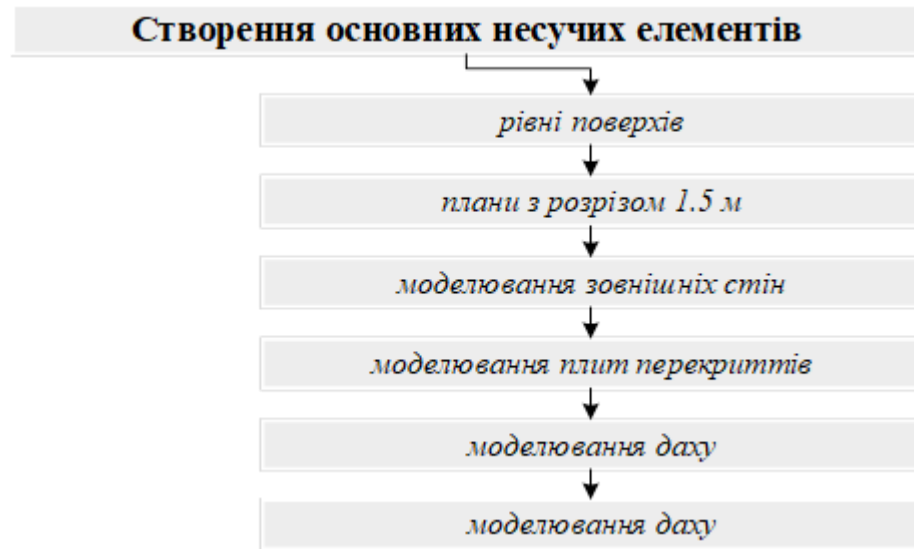 Створення основних несучих елементів
рівні поверхів
плани з розрізом 1.5 м
моделювання зовнішніх стін
моделювання плит перекриттів
моделювання даху
моделювання даху